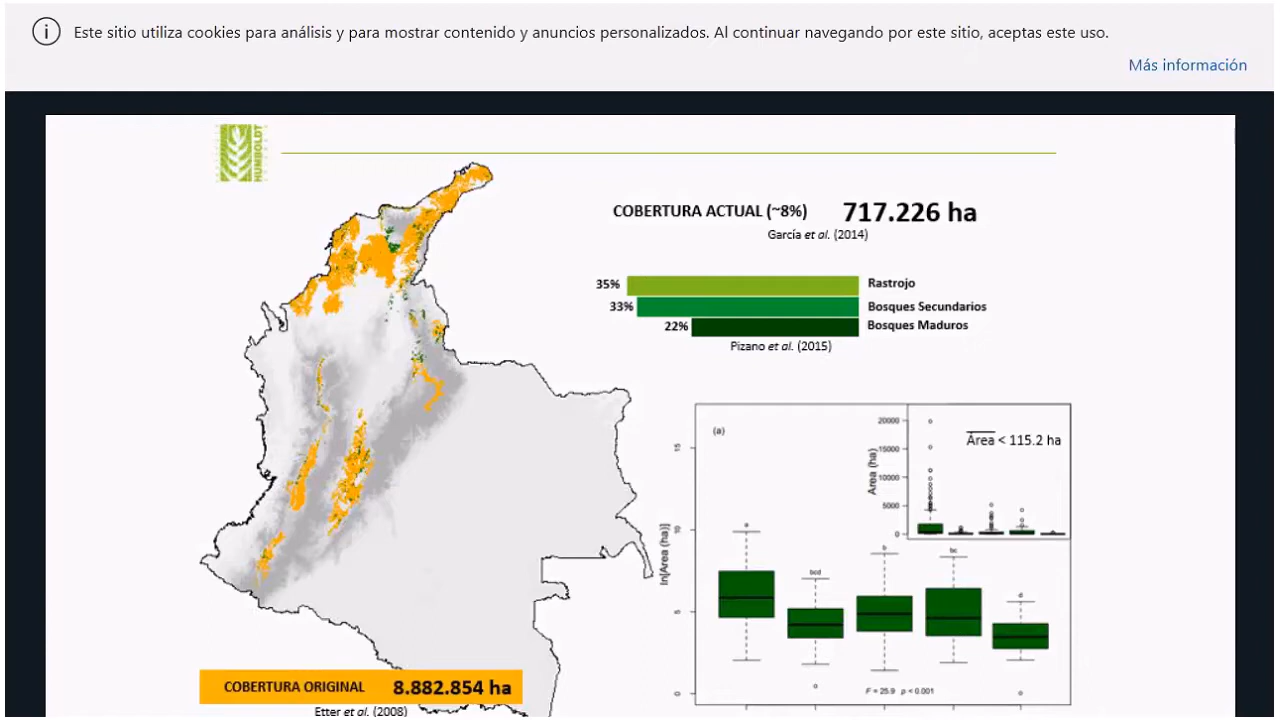 Este sitio utiliza cookies para análisis y para mostrar contenido y anuncios personalizados. Al continuar navegando por este sitio, aceptas este uso.
Más información
HUMBOLDT
COBERTURA ACTUAL (~8%) 717.226 ha
García et al. (2014)
35% Rastrojo
33% Bosques Secundarios
22% Bosques Maduros
Pizano et al. (2015)
(a)
Área < 115.2 ha
Area (ha)
20000
15000
10000
5000
0
ln[Area (ha)]
15
10
5
0
a
bcd
b
bc
d
F = 25.9 p < 0.001
COBERTURA ORIGINAL 8.882.854 ha
Etter et al. (2008)